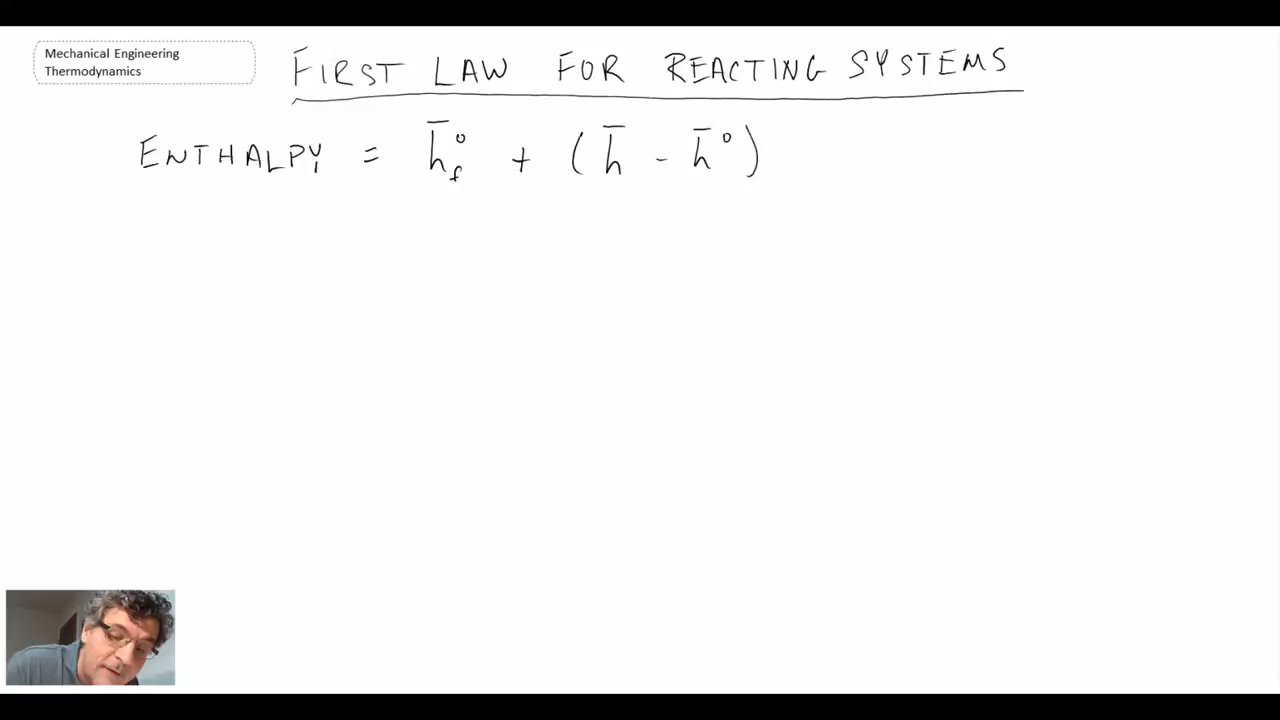 Mechanical Engineering
Thermodynamics
FIRST LAW FOR REACTING SYSTEMS
ENTHALPY = h̄f° + (h̄ - h̄°)